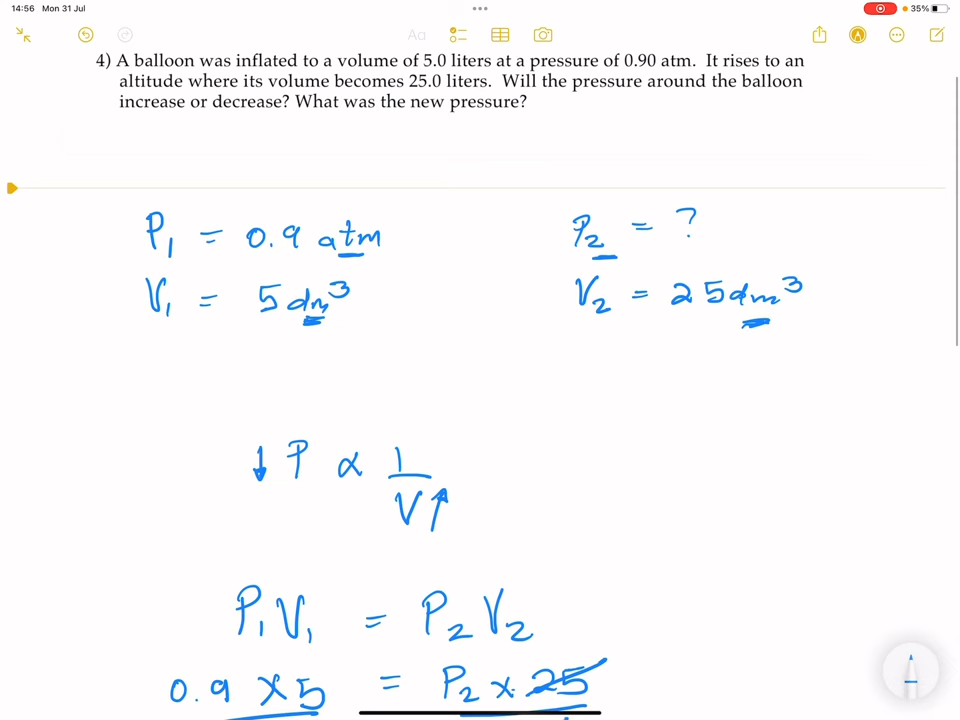 14:56 Mon 31 Jul
35%
Aa
4) A balloon was inflated to a volume of 5.0 liters at a pressure of 0.90 atm. It rises to an
altitude where its volume becomes 25.0 liters. Will the pressure around the balloon
increase or decrease? What was the new pressure?
P₁ = 0.9 atm
P₂ = ?
V₁ = 5 dm³
V₂ = 25 dm³
↓ P ∝ 1/V↑
P₁V₁ = P₂V₂
0.9 × 5 = P₂ × 25